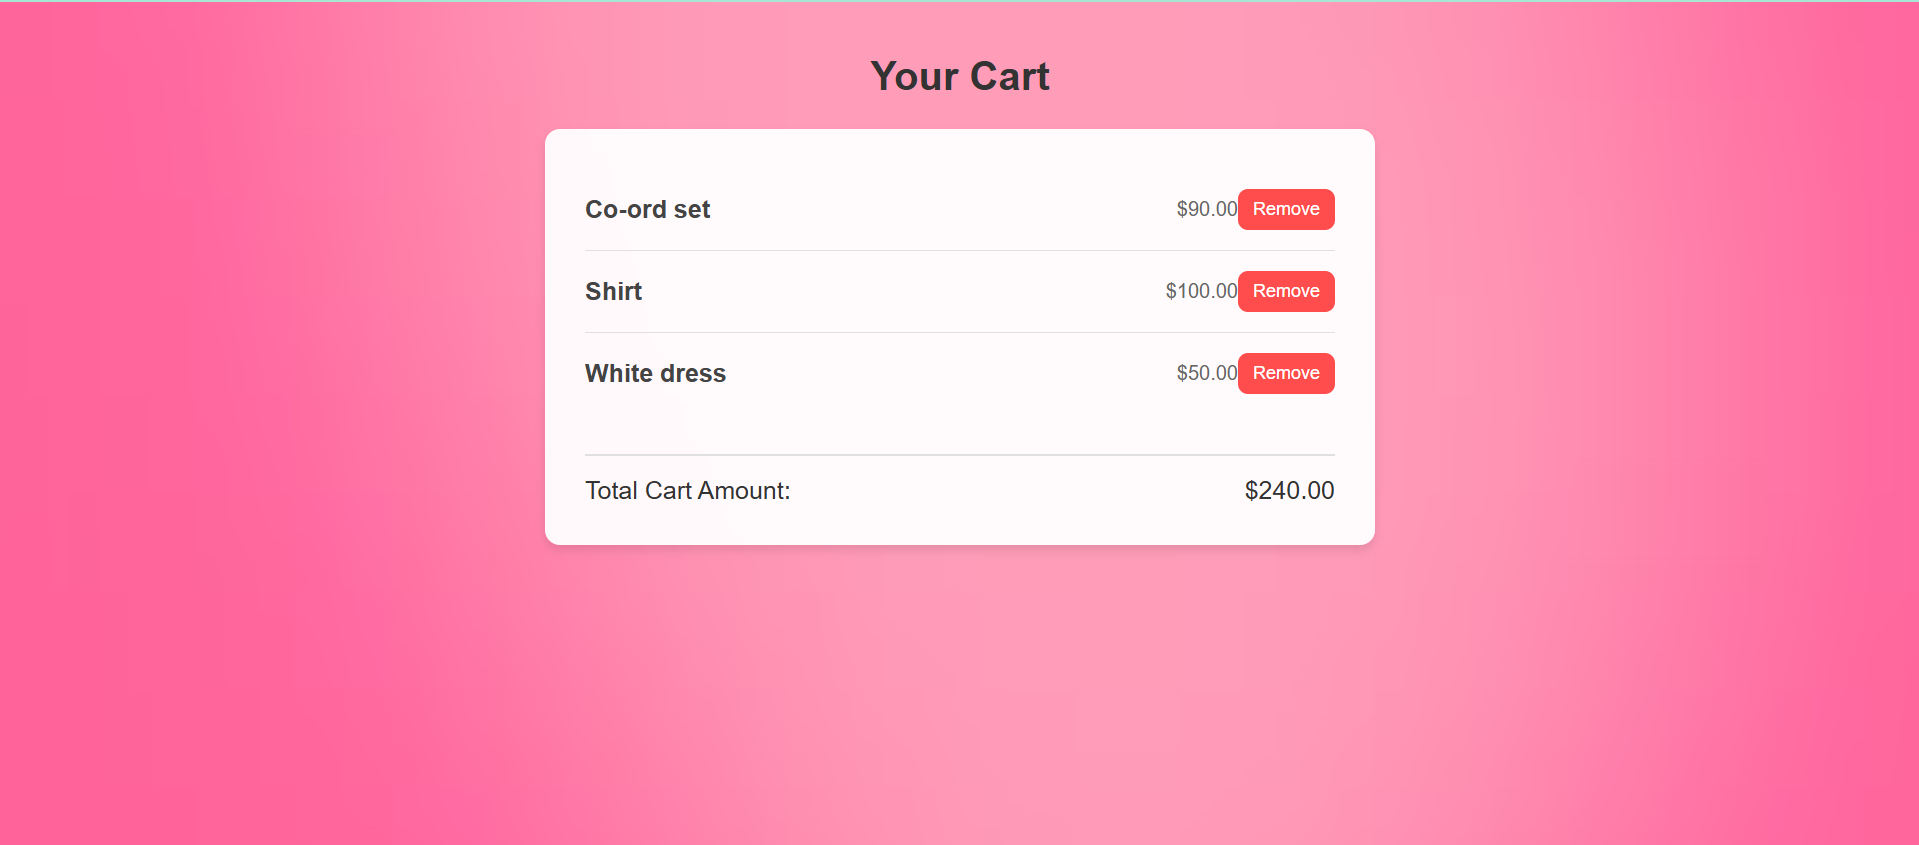 Your Cart
Co-ord set $90.00 Remove
Shirt $100.00 Remove
White dress $50.00 Remove
Total Cart Amount: $240.00